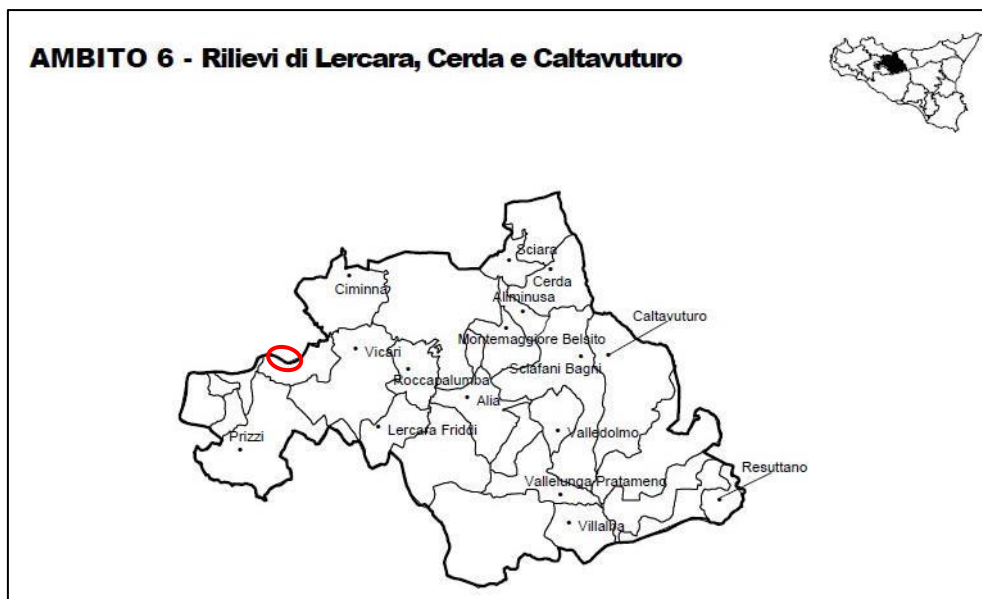 AMBITO 6 - Rilievi di Lercara, Cerda e Caltavuturo
Sciara
Cerda
Ciminna
Aliminusa
Caltavuturo
Montemaggiore Belsito
Vicari
Sclafani Bagni
Roccapalumba
Alia
Lercara Friddi
Valledolmo
Prizzi
Resuttano
Vallelunga Pratameno
Villalba